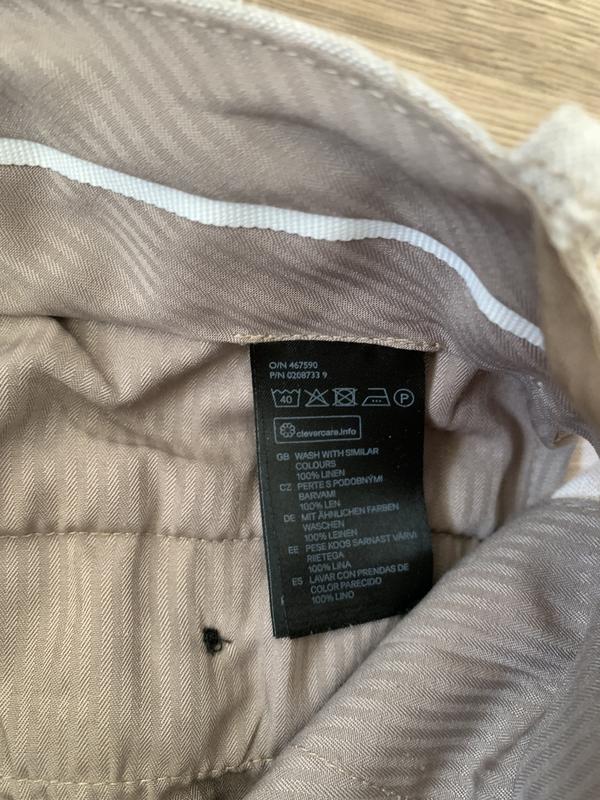 O/N 467590
P/N 0208733 9
40 P
clevercare.info
GB WASH WITH SIMILAR
COLOURS
100% LINEN
CZ PERTE S PODOBNÝMI
BARVAMI
100% LEN
DE MIT ÄHNLICHEN FARBEN
WASCHEN
100% LEINEN
EE PESE KOOS SARNAST VÄRVI
RIIETEGA
100% LINA
ES LAVAR CON PRENDAS DE
COLOR PARECIDO
100% LINO